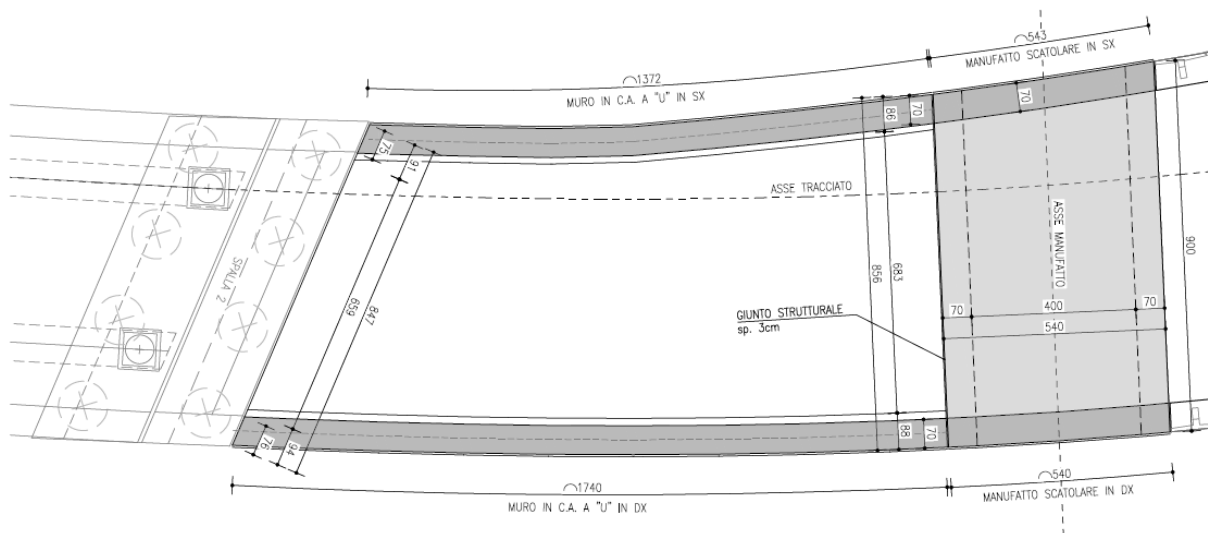 ⌒543
MANUFATTO SCATOLARE IN SX
⌒1372
MURO IN C.A. A "U" IN SX
70
86
70
75
91
ASSE TRACCIATO
ASSE MANUFATTO
SPALLA 2
659
847
856
683
900
GIUNTO STRUTTURALE
sp. 3cm
70
400
70
540
76
94
88
70
⌒1740
MURO IN C.A. A "U" IN DX
⌒540
MANUFATTO SCATOLARE IN DX